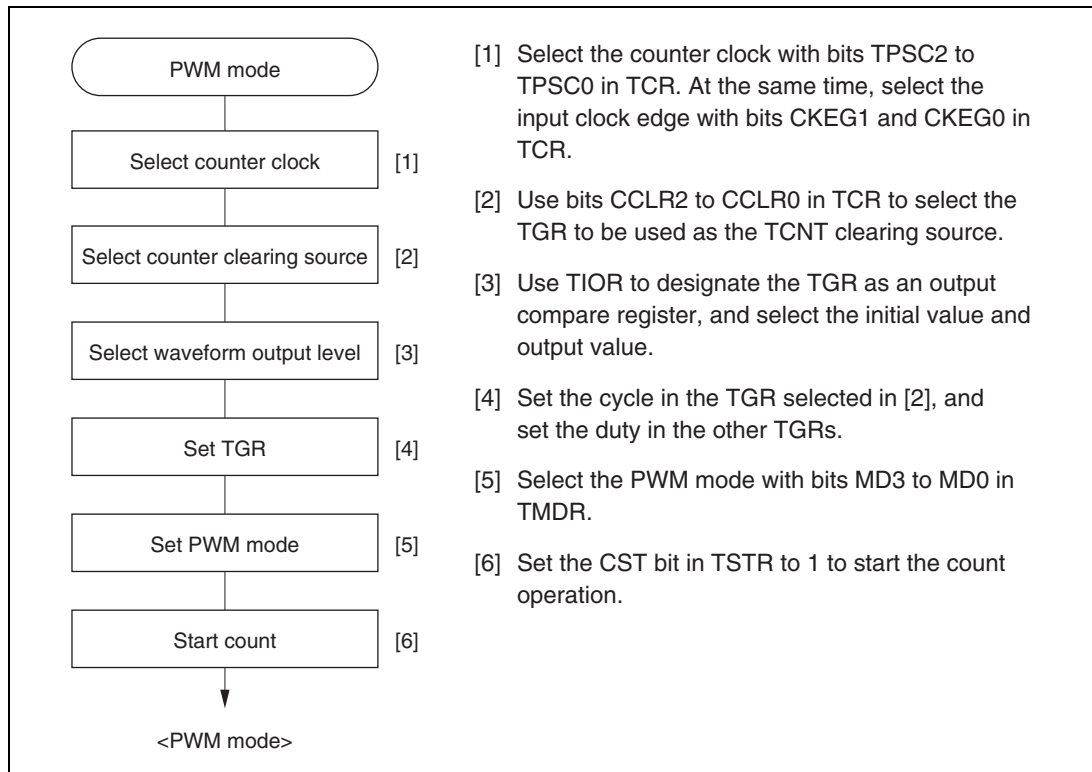 PWM mode
Select counter clock [1]
Select counter clearing source [2]
Select waveform output level [3]
Set TGR [4]
Set PWM mode [5]
Start count [6]
<PWM mode>
[1] Select the counter clock with bits TPSC2 to
TPSC0 in TCR. At the same time, select the
input clock edge with bits CKEG1 and CKEG0 in
TCR.
[2] Use bits CCLR2 to CCLR0 in TCR to select the
TGR to be used as the TCNT clearing source.
[3] Use TIOR to designate the TGR as an output
compare register, and select the initial value and
output value.
[4] Set the cycle in the TGR selected in [2], and
set the duty in the other TGRs.
[5] Select the PWM mode with bits MD3 to MD0 in
TMDR.
[6] Set the CST bit in TSTR to 1 to start the count
operation.